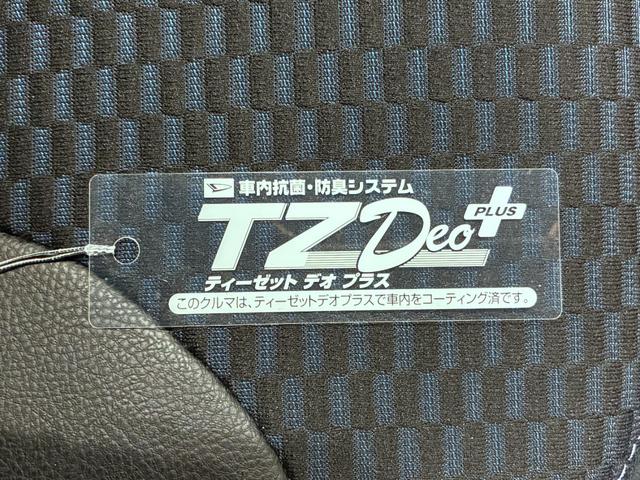 車内抗菌・防臭システム
TZ Deo PLUS
ティーゼット デオ プラス
このクルマは、ティーゼットデオプラスで車内をコーティング済です。